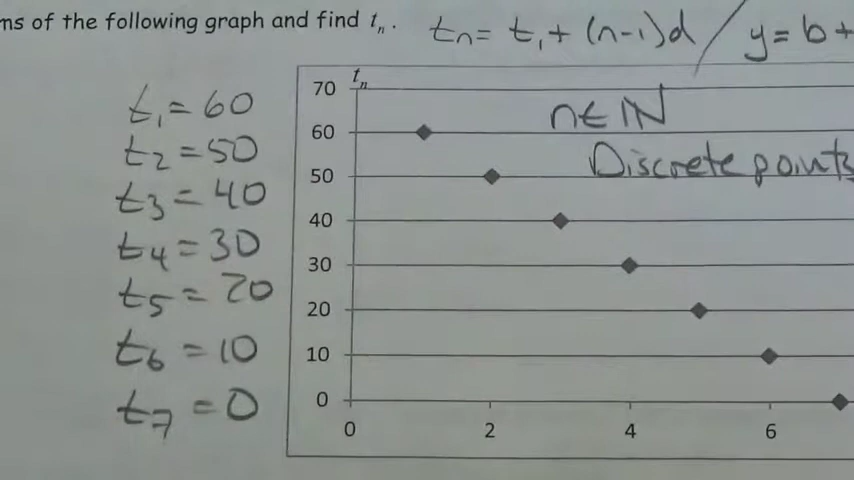 ms of the following graph and find tₙ. tn = t₁ + (n-1)d / y = b +
t₁ = 60
t₂ = 50
t₃ = 40
t₄ = 30
t₅ = 20
t₆ = 10
t₇ = 0
tₙ
70
60
50
40
30
20
10
0
n∈ℕ
Discrete points
0 2 4 6